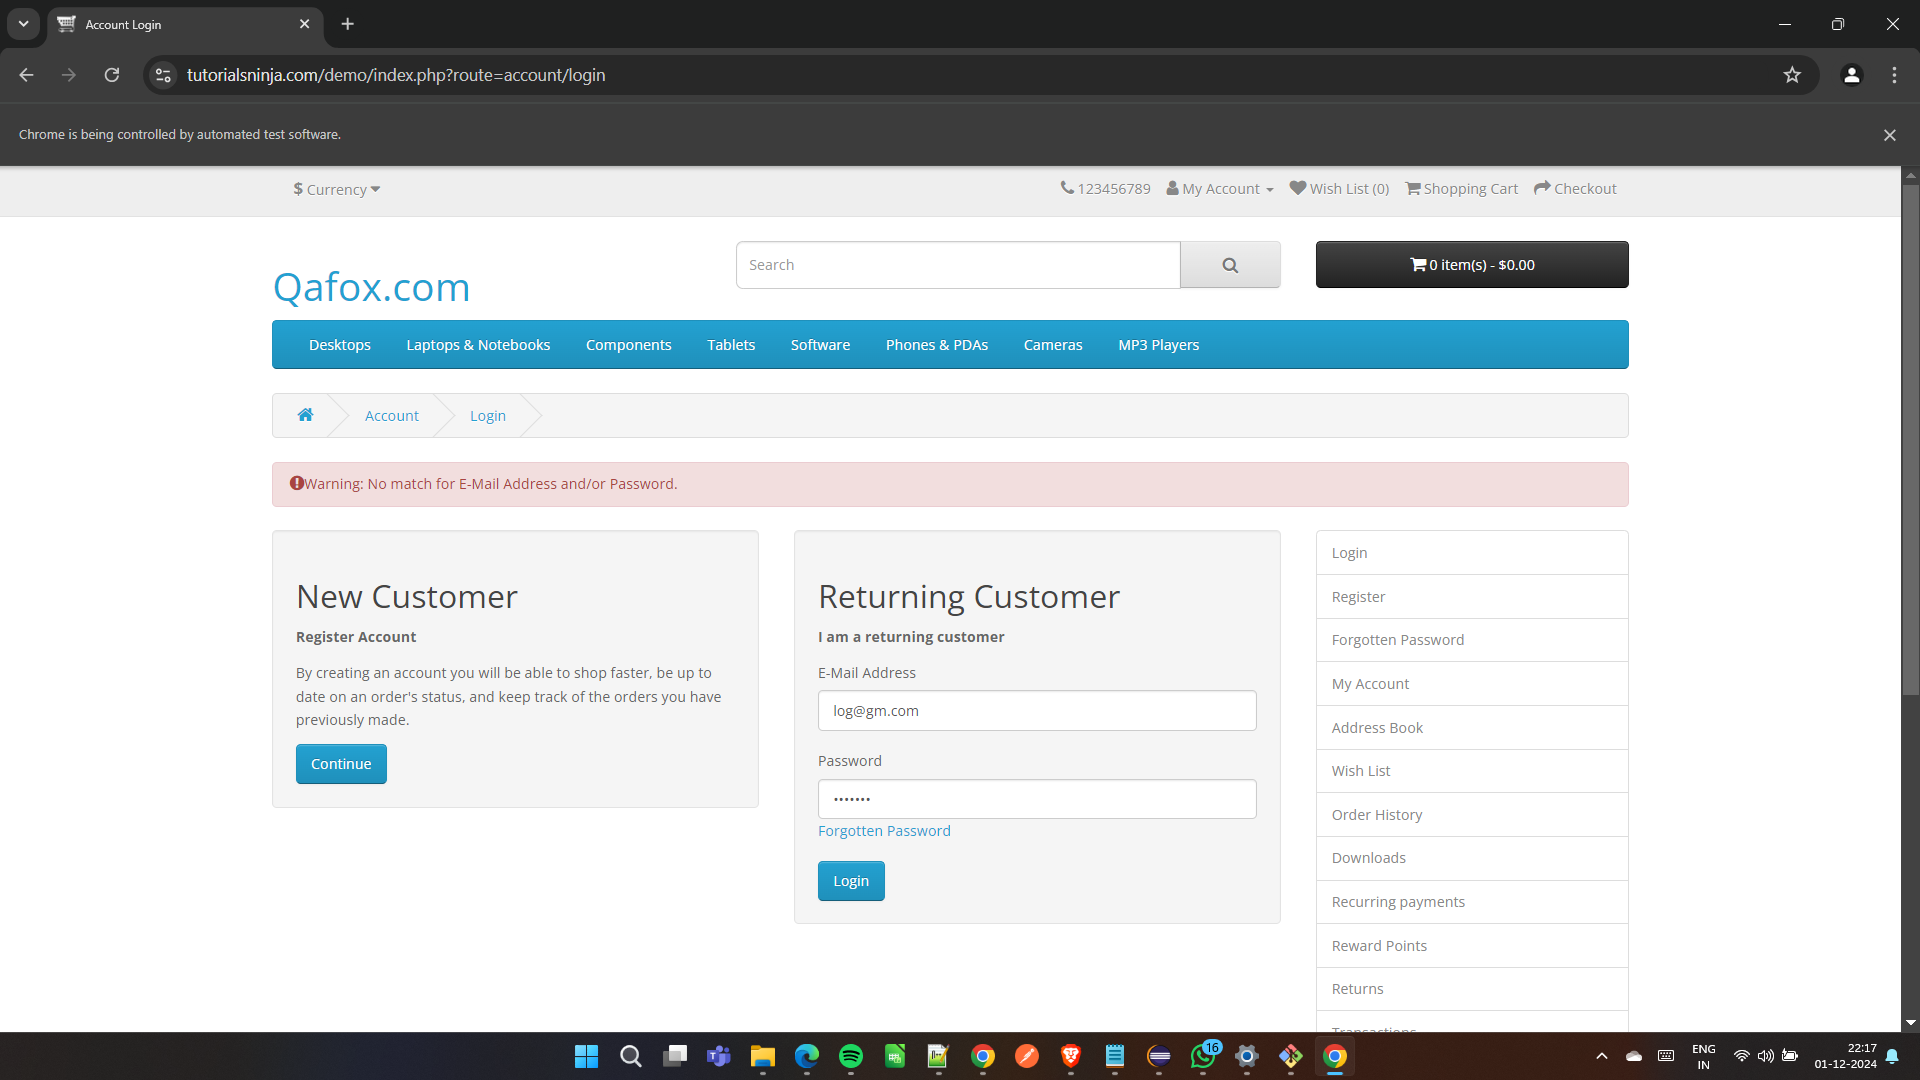 Account Login
tutorialsninja.com/demo/index.php?route=account/login
Chrome is being controlled by automated test software.
$ Currency
123456789 My Account Wish List (0) Shopping Cart Checkout
Qafox.com
Search
0 item(s) - $0.00
Desktops Laptops & Notebooks Components Tablets Software Phones & PDAs Cameras MP3 Players
Account Login
Warning: No match for E-Mail Address and/or Password.
New Customer
Register Account
By creating an account you will be able to shop faster, be up to
date on an order's status, and keep track of the orders you have
previously made.
Continue
Returning Customer
I am a returning customer
E-Mail Address
log@gm.com
Password
•••••••
Forgotten Password
Login
Login
Register
Forgotten Password
My Account
Address Book
Wish List
Order History
Downloads
Recurring payments
Reward Points
Returns
Transactions
16
ENG
IN
22:17
01-12-2024